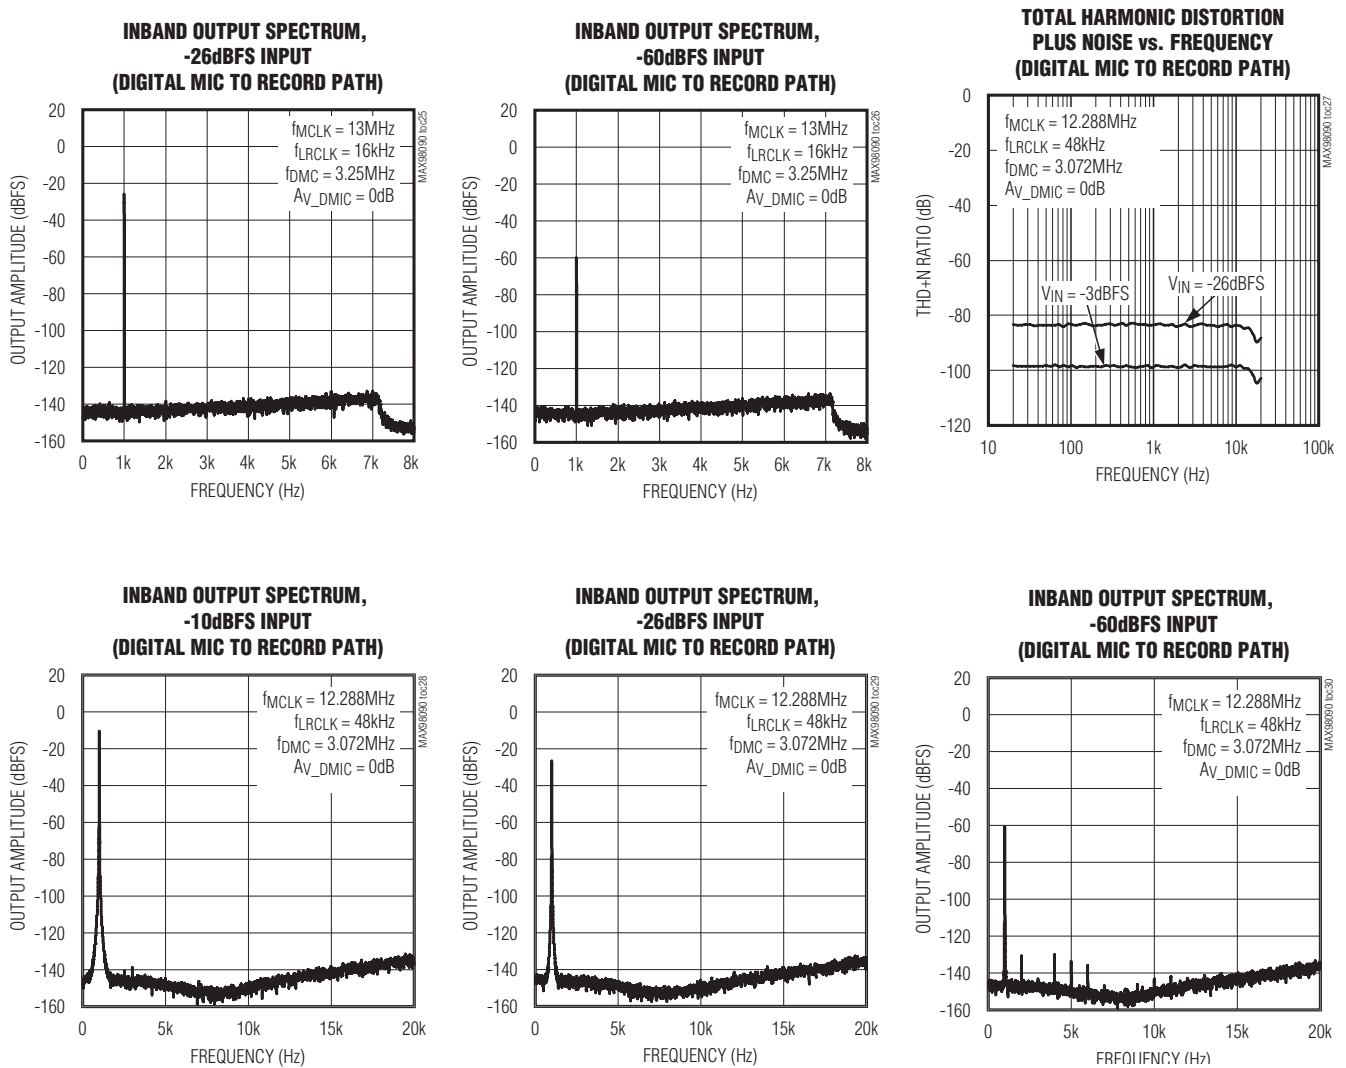 INBAND OUTPUT SPECTRUM,
-26dBFS INPUT
(DIGITAL MIC TO RECORD PATH)
20
0
-20
-40
-60
-80
-100
-120
-140
-160
OUTPUT AMPLITUDE (dBFS)
fMCLK = 13MHz
fLRCLK = 16kHz
fDMC = 3.25MHz
AV_DMIC = 0dB
MAX98090 toc25
0 1k 2k 3k 4k 5k 6k 7k 8k
FREQUENCY (Hz)
INBAND OUTPUT SPECTRUM,
-60dBFS INPUT
(DIGITAL MIC TO RECORD PATH)
20
0
-20
-40
-60
-80
-100
-120
-140
-160
OUTPUT AMPLITUDE (dBFS)
fMCLK = 13MHz
fLRCLK = 16kHz
fDMC = 3.25MHz
AV_DMIC = 0dB
MAX98090 toc26
0 1k 2k 3k 4k 5k 6k 7k 8k
FREQUENCY (Hz)
TOTAL HARMONIC DISTORTION
PLUS NOISE vs. FREQUENCY
(DIGITAL MIC TO RECORD PATH)
0
-20
-40
-60
-80
-100
-120
THD+N RATIO (dB)
fMCLK = 12.288MHz
fLRCLK = 48kHz
fDMC = 3.072MHz
AV_DMIC = 0dB
VIN = -3dBFS
VIN = -26dBFS
MAX98090 toc27
10 100 1k 10k 100k
FREQUENCY (Hz)
INBAND OUTPUT SPECTRUM,
-10dBFS INPUT
(DIGITAL MIC TO RECORD PATH)
20
0
-20
-40
-60
-80
-100
-120
-140
-160
OUTPUT AMPLITUDE (dBFS)
fMCLK = 12.288MHz
fLRCLK = 48kHz
fDMC = 3.072MHz
AV_DMIC = 0dB
MAX98090 toc28
0 5k 10k 15k 20k
FREQUENCY (Hz)
INBAND OUTPUT SPECTRUM,
-26dBFS INPUT
(DIGITAL MIC TO RECORD PATH)
20
0
-20
-40
-60
-80
-100
-120
-140
-160
OUTPUT AMPLITUDE (dBFS)
fMCLK = 12.288MHz
fLRCLK = 48kHz
fDMC = 3.072MHz
AV_DMIC = 0dB
MAX98090 toc29
0 5k 10k 15k 20k
FREQUENCY (Hz)
INBAND OUTPUT SPECTRUM,
-60dBFS INPUT
(DIGITAL MIC TO RECORD PATH)
20
0
-20
-40
-60
-80
-100
-120
-140
-160
OUTPUT AMPLITUDE (dBFS)
fMCLK = 12.288MHz
fLRCLK = 48kHz
fDMC = 3.072MHz
AV_DMIC = 0dB
MAX98090 toc30
0 5k 10k 15k 20k
FREQUENCY (Hz)